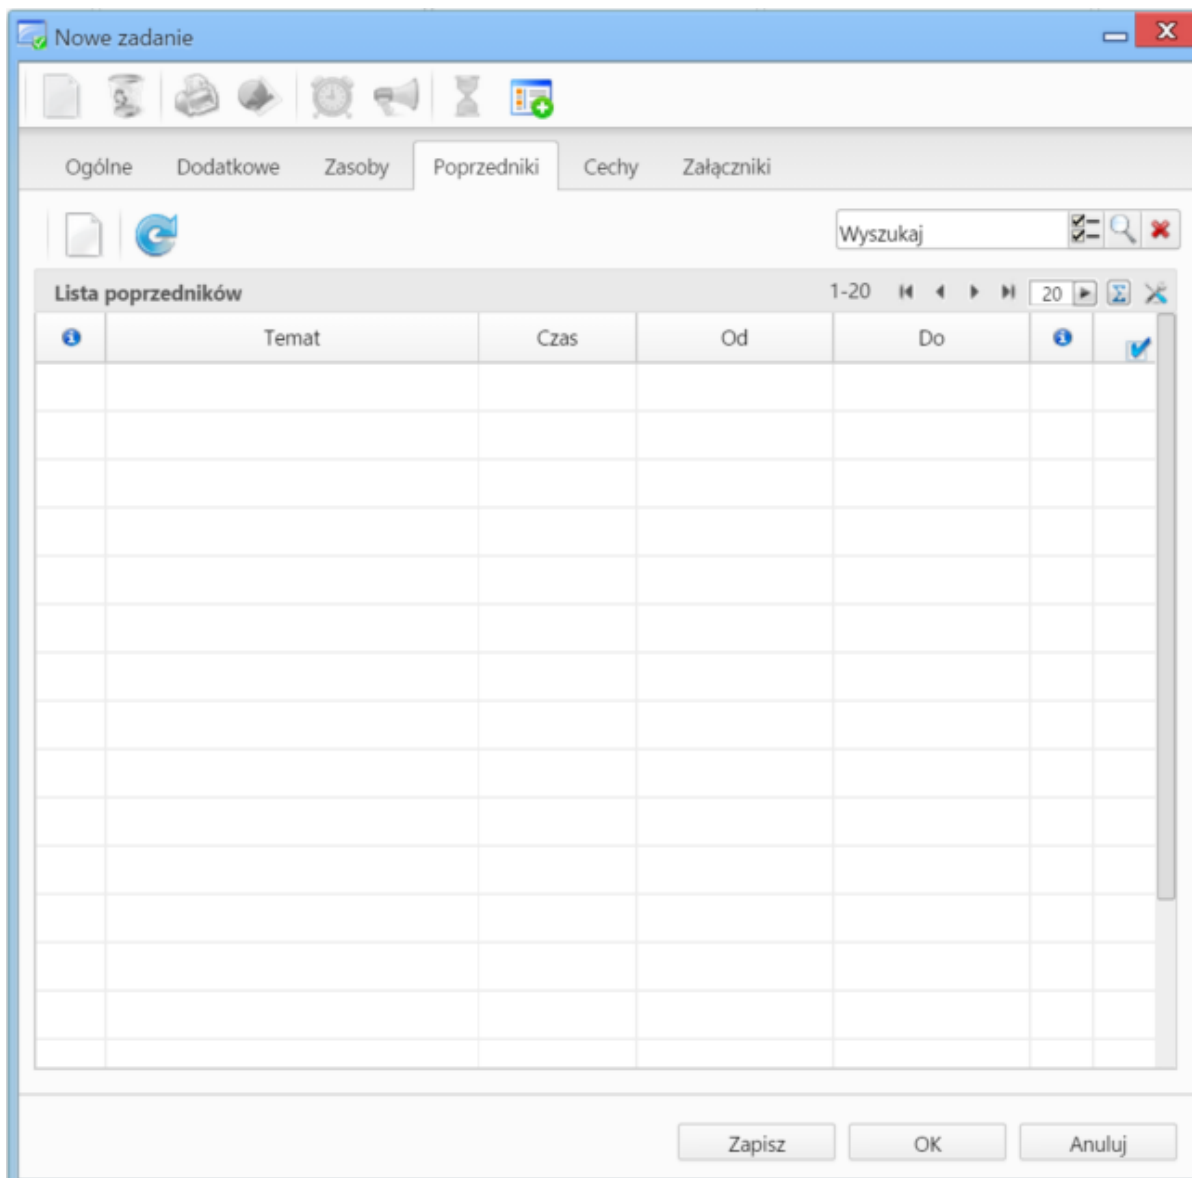 Nowe zadanie
Ogólne Dodatkowe Zasoby Poprzedniki Cechy Załączniki
Wyszukaj
Lista poprzedników 1-20 20 Σ
Temat Czas Od Do
Zapisz OK Anuluj